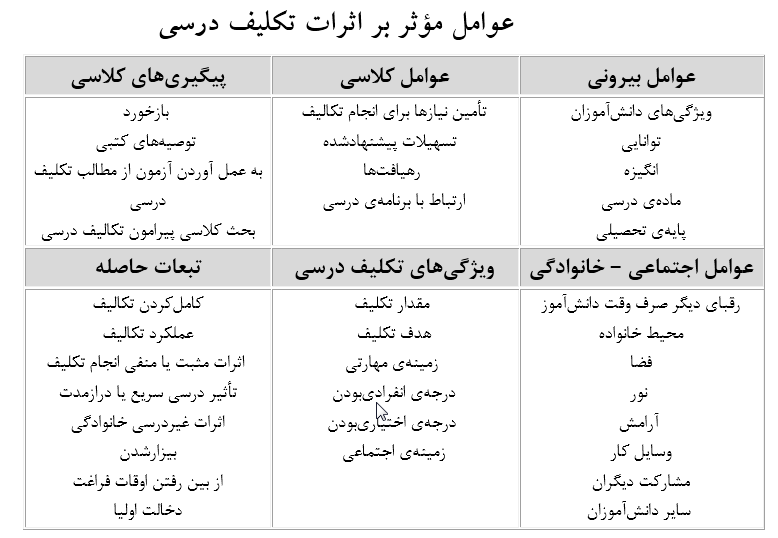 عوامل مؤثر بر اثرات تکلیف درسی
عوامل بیرونی
ویژگی‌های دانش‌آموزان
توانایی
انگیزه
ماده‌ی درسی
پایه‌ی تحصیلی
عوامل کلاسی
تأمین نیازها برای انجام تکالیف
تسهیلات پیشنهادشده
رهیافت‌ها
ارتباط با برنامه‌ی درسی
پیگیری‌های کلاسی
بازخورد
توصیه‌های کتبی
به عمل آوردن آزمون از مطالب تکلیف
درسی
بحث کلاسی پیرامون تکالیف درسی
عوامل اجتماعی – خانوادگی
رقبای دیگر صرف وقت دانش‌آموز
محیط خانواده
فضا
نور
آرامش
وسایل کار
مشارکت دیگران
سایر دانش‌آموزان
ویژگی‌های تکلیف درسی
مقدار تکلیف
هدف تکلیف
زمینه‌ی مهارتی
درجه‌ی انفرادی‌بودن
درجه‌ی اختیاری‌بودن
زمینه‌ی اجتماعی
تبعات حاصله
کامل‌کردن تکالیف
عملکرد تکالیف
اثرات مثبت یا منفی انجام تکلیف
تأثیر درسی سریع یا درازمدت
اثرات غیردرسی خانوادگی
بیزارشدن
از بین رفتن اوقات فراغت
دخالت اولیا